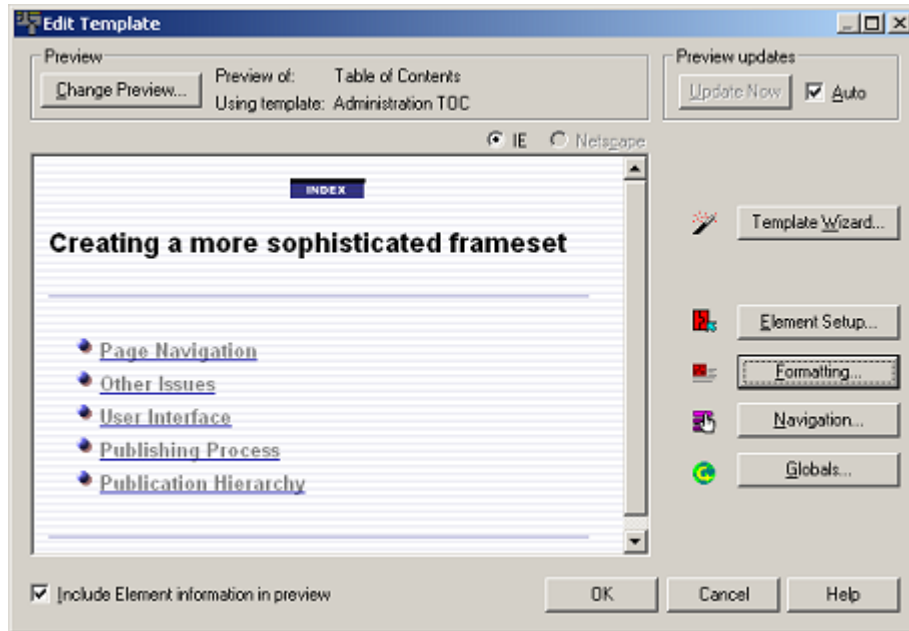 Edit Template
Preview
Change Preview...
Preview of: Table of Contents
Using template: Administration TOC
Preview updates
Update Now
Auto
IE
Netscape
INDEX
Creating a more sophisticated frameset
Page Navigation
Other Issues
User Interface
Publishing Process
Publication Hierarchy
Template Wizard...
Element Setup...
Formatting...
Navigation...
Globals...
Include Element information in preview
OK
Cancel
Help